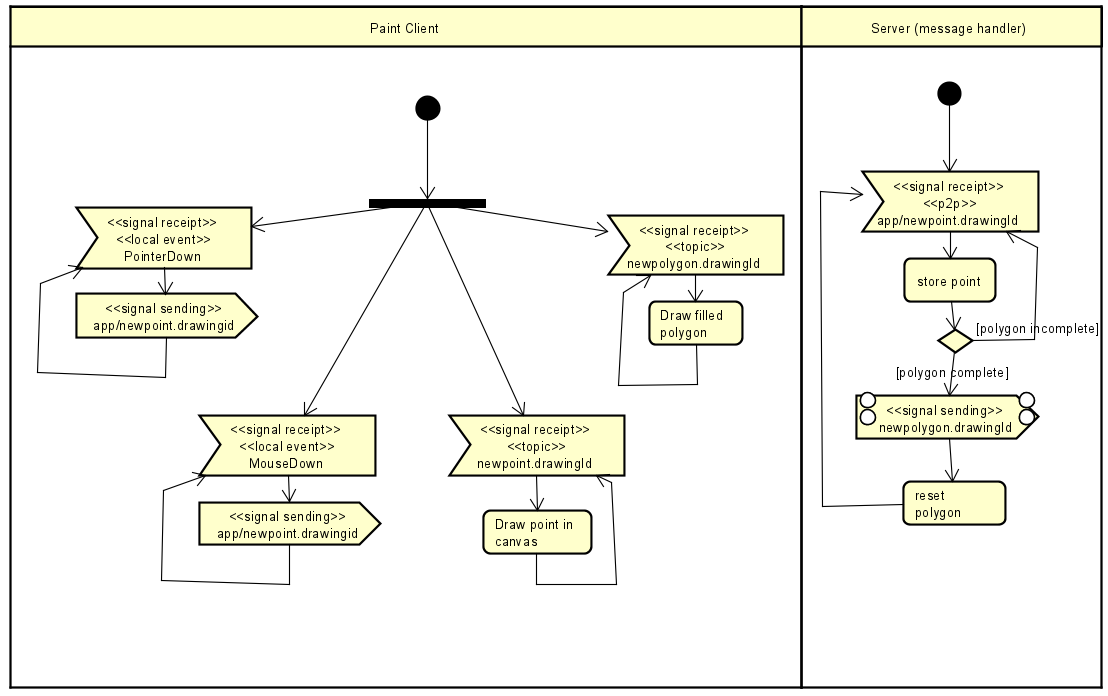 Paint Client
Server (message handler)
<<signal receipt>>
<<local event>>
PointerDown
<<signal sending>>
app/newpoint.drawingid
<<signal receipt>>
<<local event>>
MouseDown
<<signal sending>>
app/newpoint.drawingid
<<signal receipt>>
<<topic>>
newpoint.drawingId
Draw point in
canvas
<<signal receipt>>
<<topic>>
newpolygon.drawingId
Draw filled
polygon
<<signal receipt>>
<<p2p>>
app/newpoint.drawingId
store point
[polygon incomplete]
[polygon complete]
<<signal sending>>
newpolygon.drawingId
reset
polygon